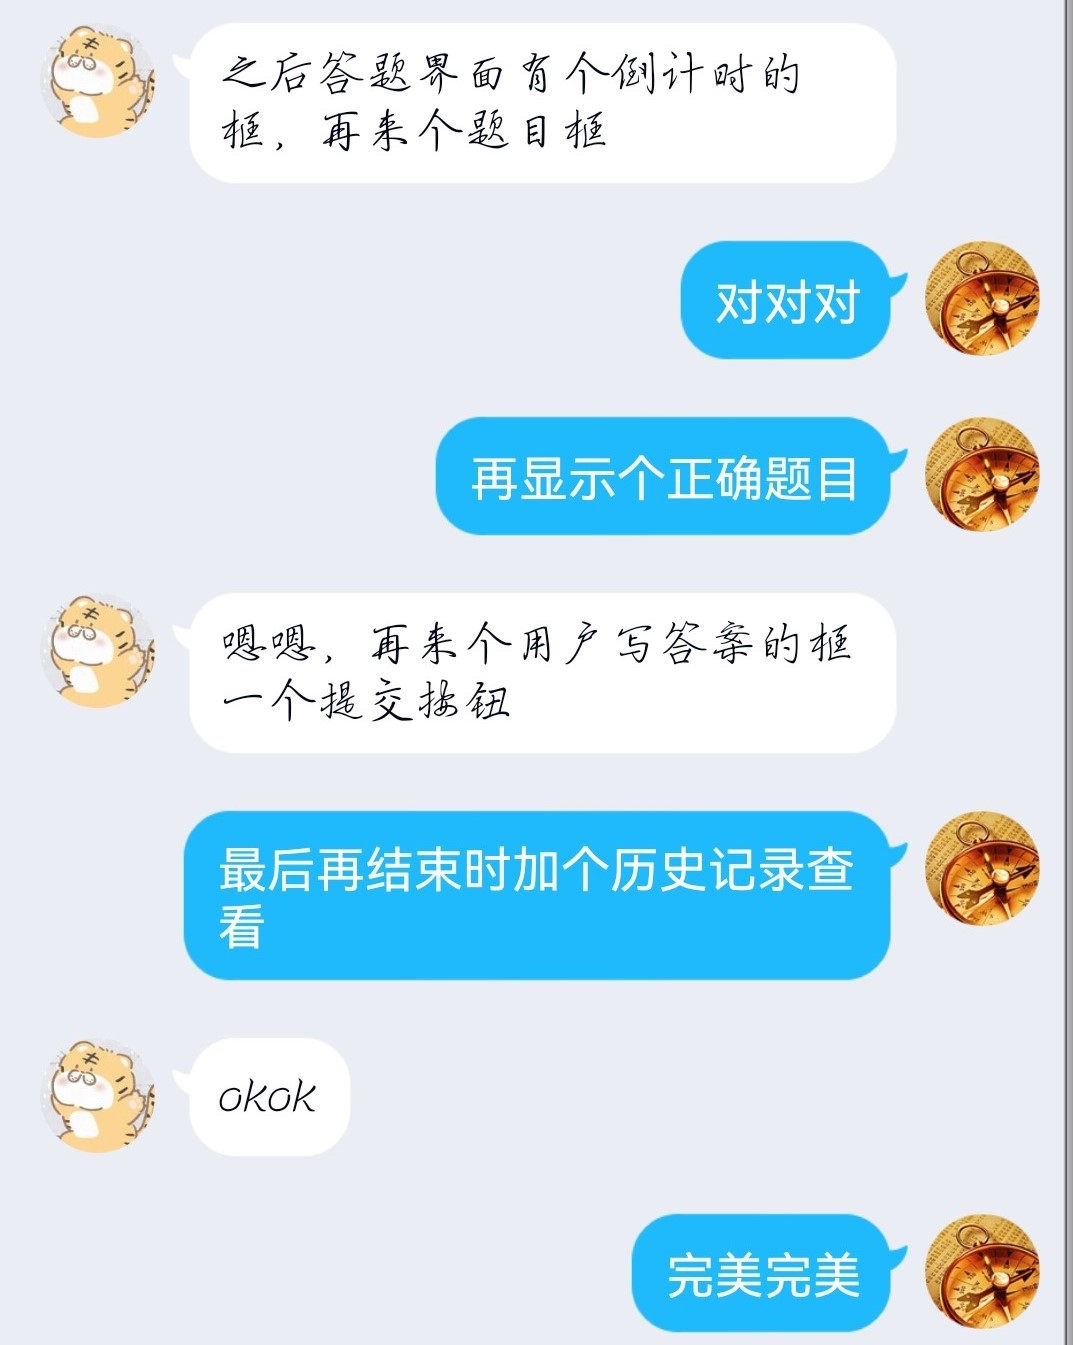 之后答题界面有个倒计时的
框，再来个题目框
对对对
再显示个正确题目
嗯嗯，再来个用户写答案的框
一个提交按钮
最后再结束时加个历史记录查
看
okok
完美完美